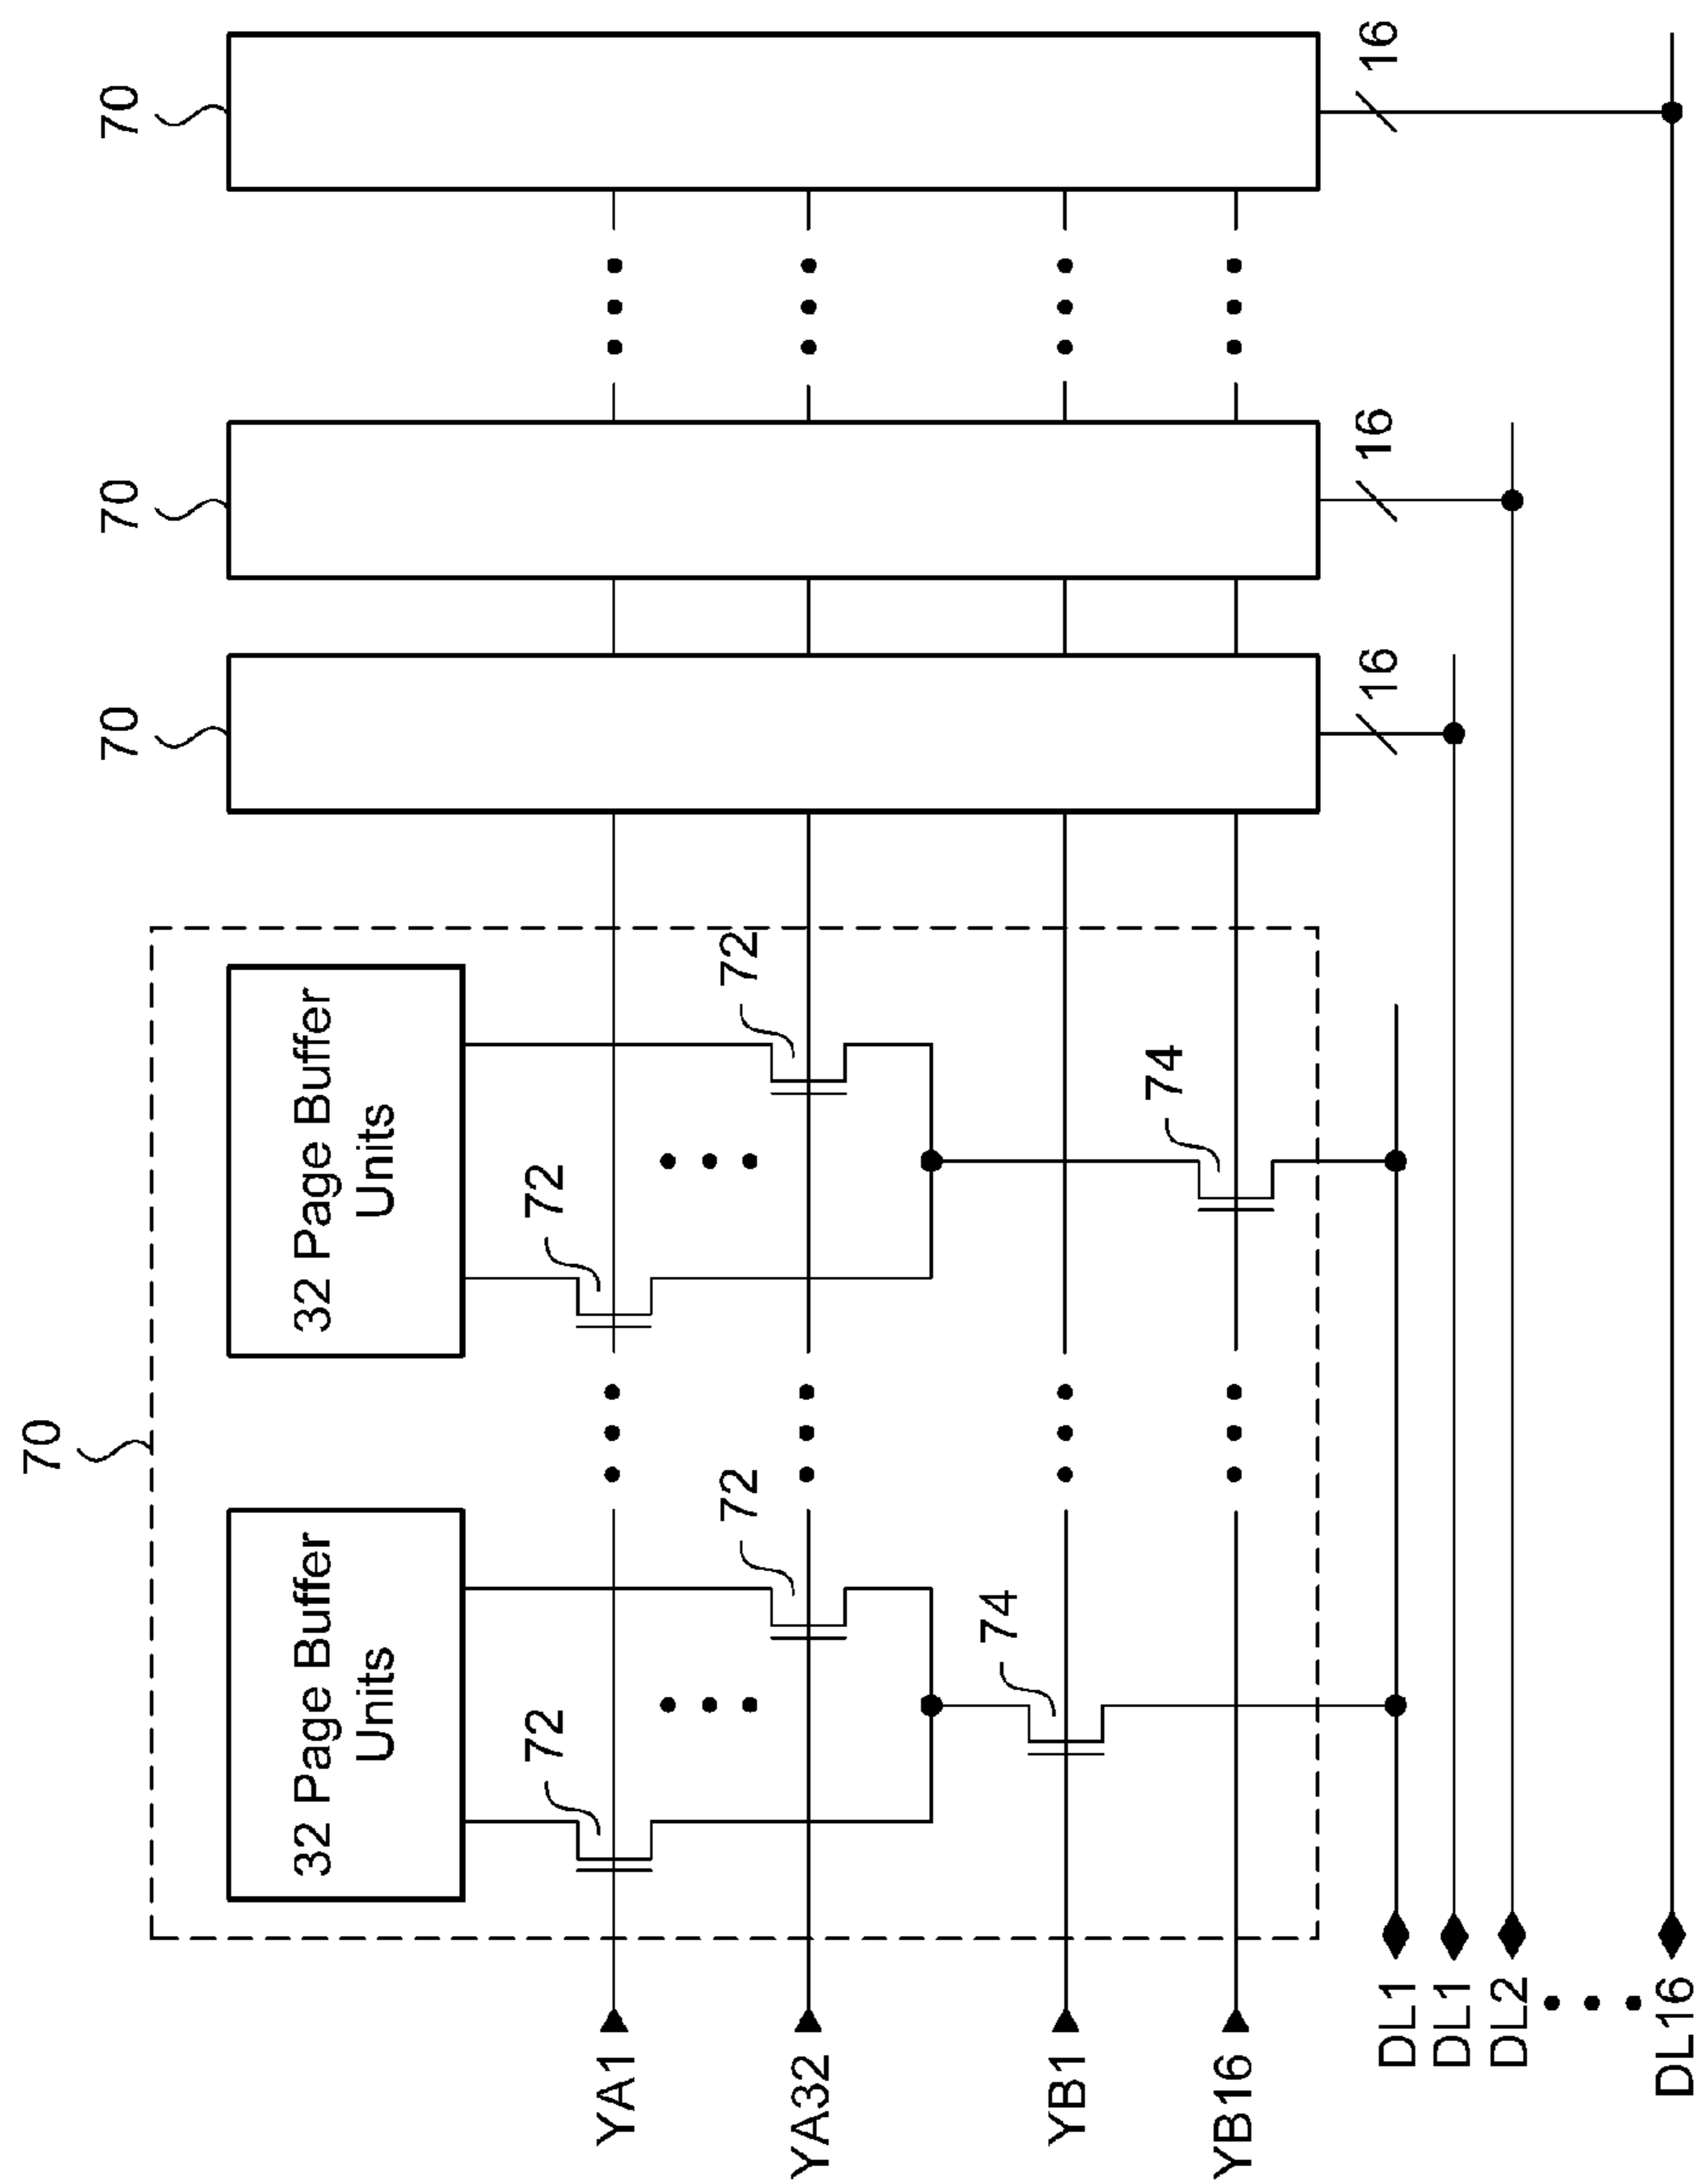 70
70
70
70
32 Page Buffer
Units
32 Page Buffer
Units
72
72
72
72
74
74
YA1
YA32
YB1
YB16
16
16
16
DL1
DL1
DL2
DL16